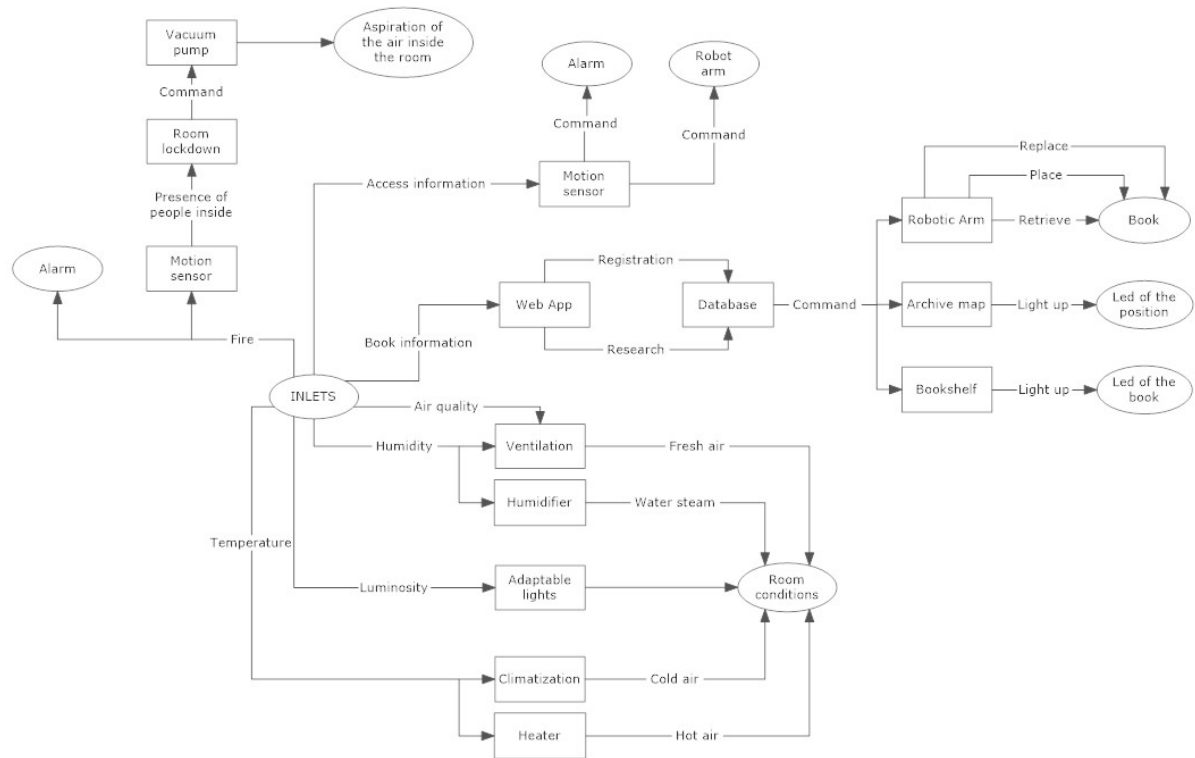 Vacuum
pump
Aspiration of
the air inside
the room
Alarm
Robot
arm
Command
Command
Command
Room
lockdown
Replace
Access information
Motion
sensor
Place
Presence of
people inside
Robotic Arm
Retrieve
Book
Alarm
Motion
sensor
Registration
Web App
Database
Command
Archive map
Light up
Led of the
position
Fire
Book information
Research
INLETS
Bookshelf
Light up
Led of the
book
Air quality
Humidity
Ventilation
Fresh air
Humidifier
Water steam
Temperature
Luminosity
Adaptable
lights
Room
conditions
Climatization
Cold air
Heater
Hot air